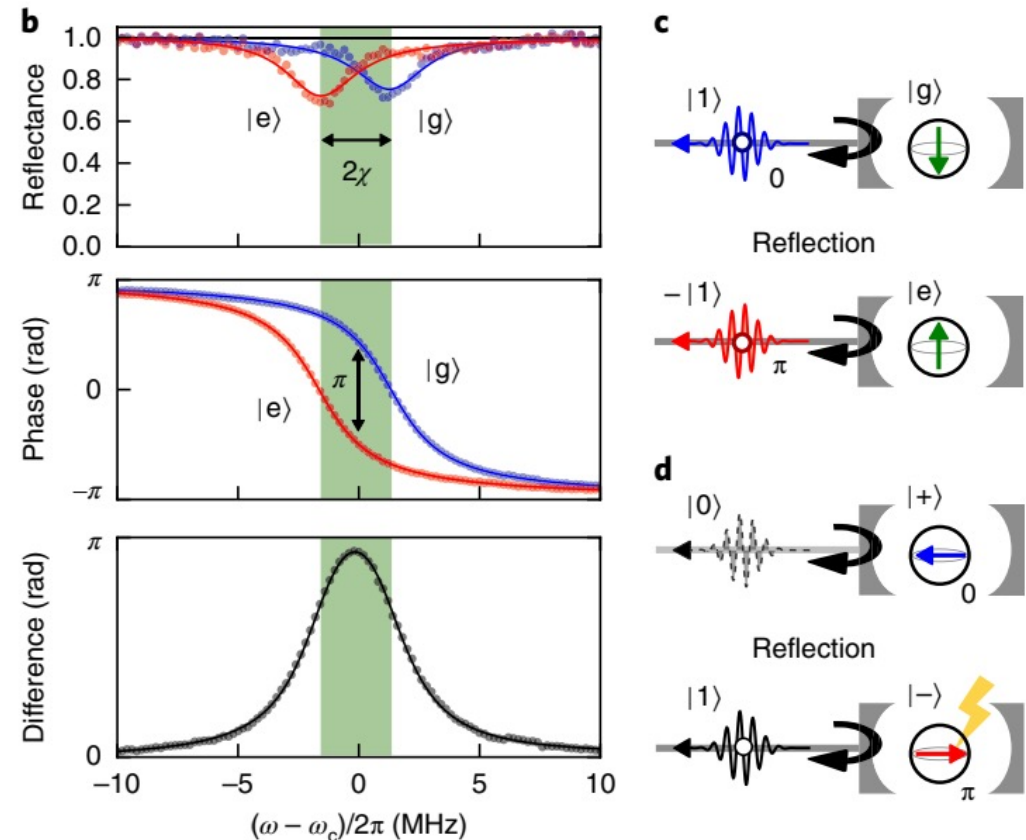 b
Reflectance
1.0
0.8
0.6
0.4
0.2
0.0
|e⟩
|g⟩
2χ
Phase (rad)
π
0
−π
|e⟩
π
|g⟩
Difference (rad)
π
0
−10
−5
0
5
10
(ω − ω_c)/2π (MHz)
c
|1⟩
0
|g⟩
Reflection
−|1⟩
π
|e⟩
d
|0⟩
|+⟩
0
Reflection
|1⟩
|−⟩
π